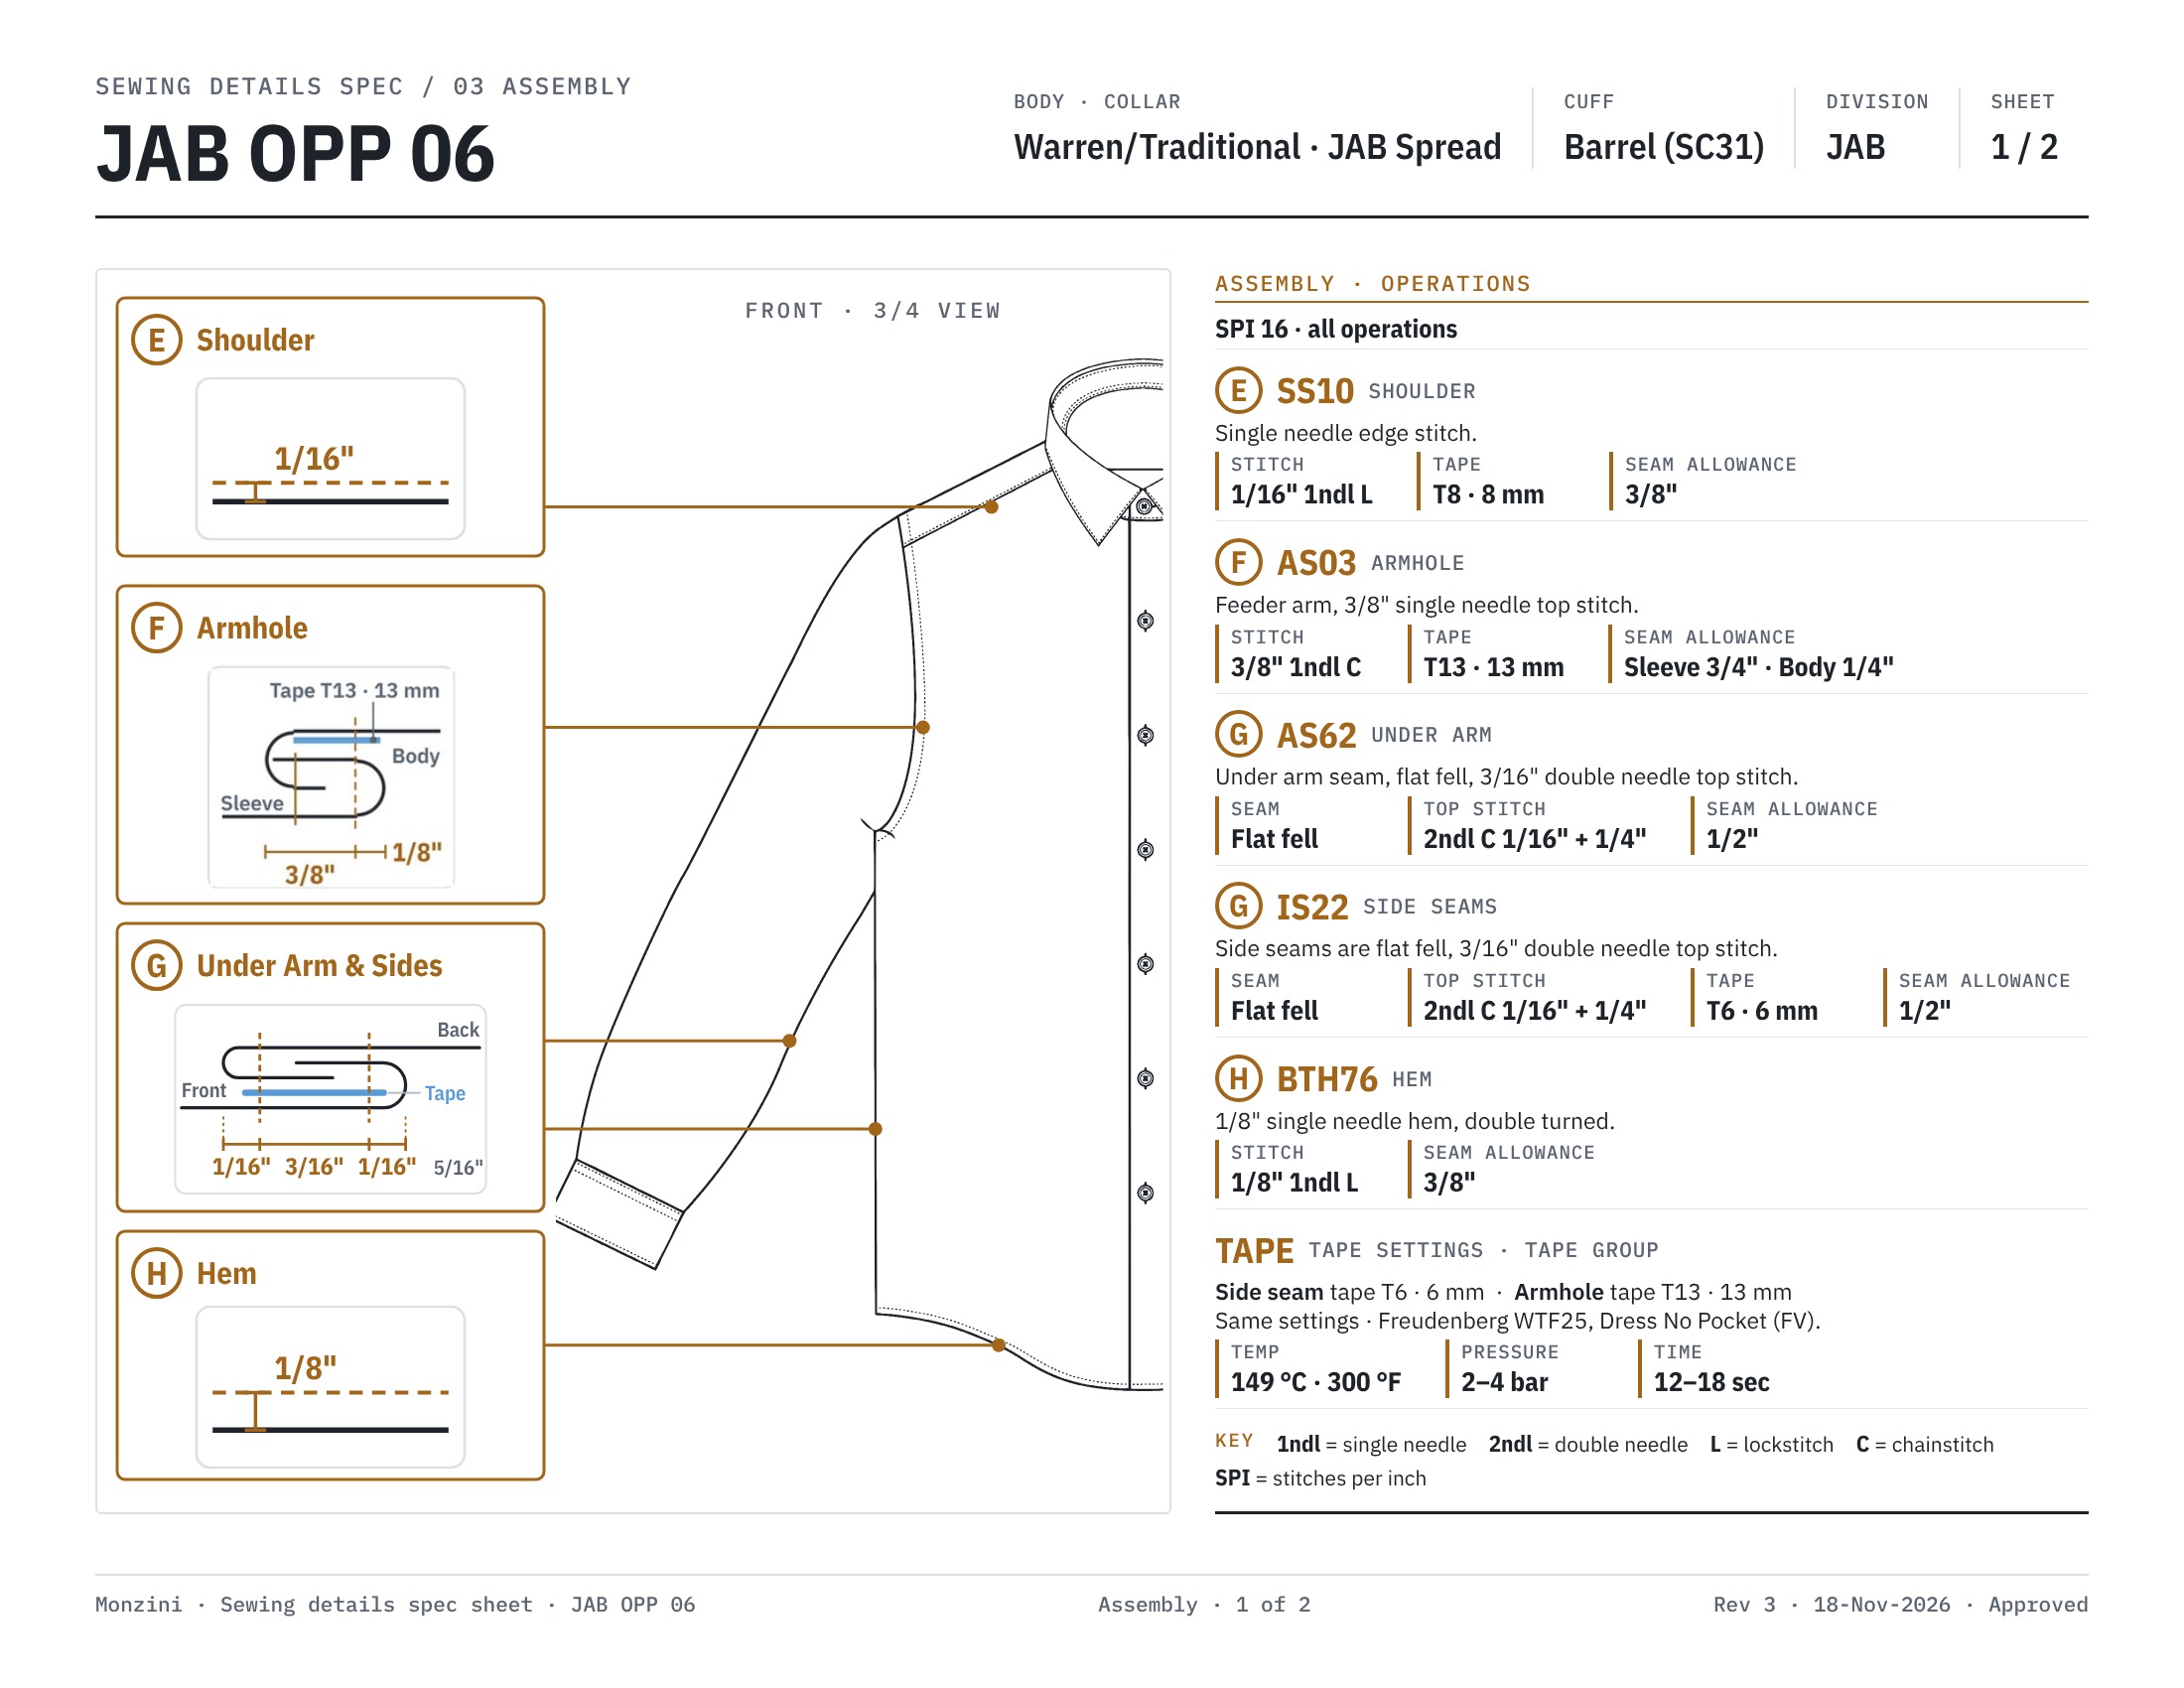 SEWING DETAILS SPEC / 03 ASSEMBLY
JAB OPP 06
BODY · COLLAR
Warren/Traditional · JAB Spread
CUFF
Barrel (SC31)
DIVISION
JAB
SHEET
1 / 2
FRONT · 3/4 VIEW
E Shoulder
1/16"
F Armhole
Tape T13 · 13 mm
Body
Sleeve
1/8"
3/8"
G Under Arm & Sides
Back
Front
Tape
1/16" 3/16" 1/16" 5/16"
H Hem
1/8"
ASSEMBLY · OPERATIONS
SPI 16 · all operations
E SS10 SHOULDER
Single needle edge stitch.
STITCH TAPE SEAM ALLOWANCE
1/16" 1ndl L T8 · 8 mm 3/8"
F AS03 ARMHOLE
Feeder arm, 3/8" single needle top stitch.
STITCH TAPE SEAM ALLOWANCE
3/8" 1ndl C T13 · 13 mm Sleeve 3/4" · Body 1/4"
G AS62 UNDER ARM
Under arm seam, flat fell, 3/16" double needle top stitch.
SEAM TOP STITCH SEAM ALLOWANCE
Flat fell 2ndl C 1/16" + 1/4" 1/2"
G IS22 SIDE SEAMS
Side seams are flat fell, 3/16" double needle top stitch.
SEAM TOP STITCH TAPE SEAM ALLOWANCE
Flat fell 2ndl C 1/16" + 1/4" T6 · 6 mm 1/2"
H BTH76 HEM
1/8" single needle hem, double turned.
STITCH SEAM ALLOWANCE
1/8" 1ndl L 3/8"
TAPE TAPE SETTINGS · TAPE GROUP
Side seam tape T6 · 6 mm · Armhole tape T13 · 13 mm
Same settings · Freudenberg WTF25, Dress No Pocket (FV).
TEMP PRESSURE TIME
149 °C · 300 °F 2–4 bar 12–18 sec
KEY 1ndl = single needle 2ndl = double needle L = lockstitch C = chainstitch
SPI = stitches per inch
Monzini · Sewing details spec sheet · JAB OPP 06
Assembly · 1 of 2
Rev 3 · 18-Nov-2026 · Approved